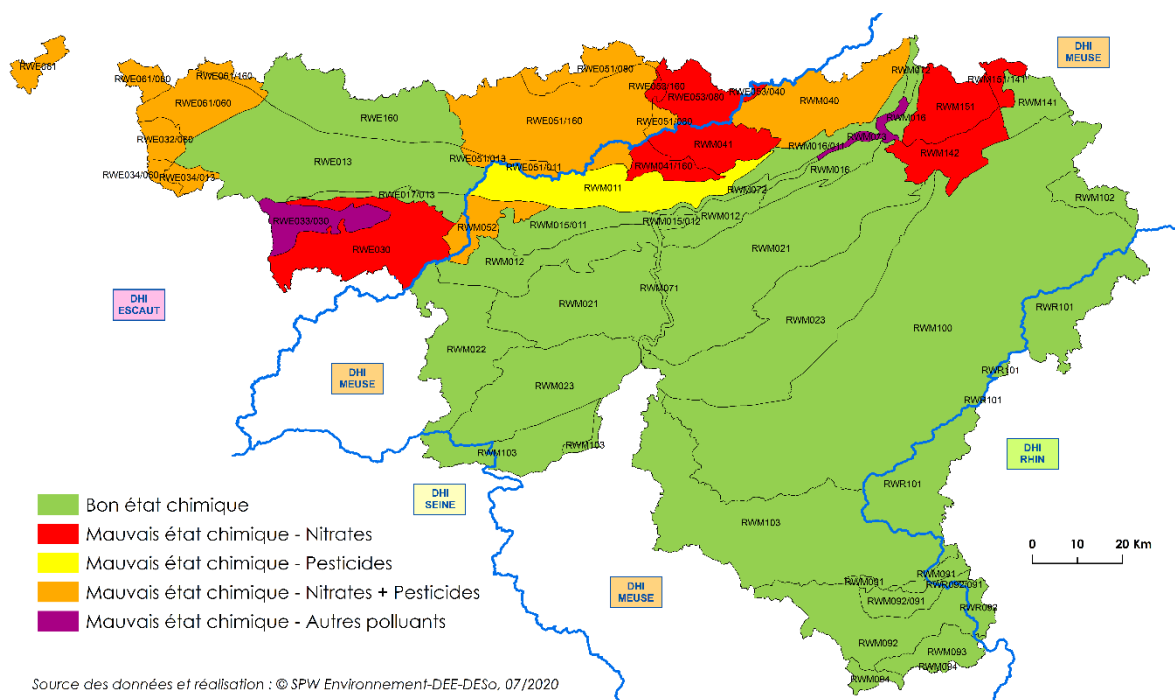 DHI
MEUSE
RWE061
RWE061/060
RWE061/160
RWE051/080
RWM012
RWM151/141
RWE053/160
RWE053/080
RWE053/040
RWM040
RWM151
RWM141
RWE061/060
RWE160
RWE051/160
RWE051/080
RWE032/060
RWM041
RWM016/011
RWM142
RWE013
RWE051/013
RWM041/160
RWM016
RWE034/060
RWE034/013
RWE051/011
RWE017/013
RWM011
RWM072
RWM102
RWE033/030
RWM052
RWM015/011
RWM015/012
RWM012
RWE030
RWM012
RWM021
RWM071
RWM021
DHI
ESCAUT
RWM100
RWR101
RWM022
RWM023
RWM023
DHI
MEUSE
RWR101
RWR101
RWM103
RWM103
DHI
RHIN
DHI
SEINE
RWR101
Bon état chimique
Mauvais état chimique - Nitrates
RWM103
Mauvais état chimique - Pesticides
0 10 20 Km
Mauvais état chimique - Nitrates + Pesticides
DHI
MEUSE
RWM091
RWM091
RWR092/091
RWM092/091
RWR092
Mauvais état chimique - Autres polluants
RWM092
RWM093
RWM094
RWM094
Source des données et réalisation : © SPW Environnement-DEE-DESo, 07/2020